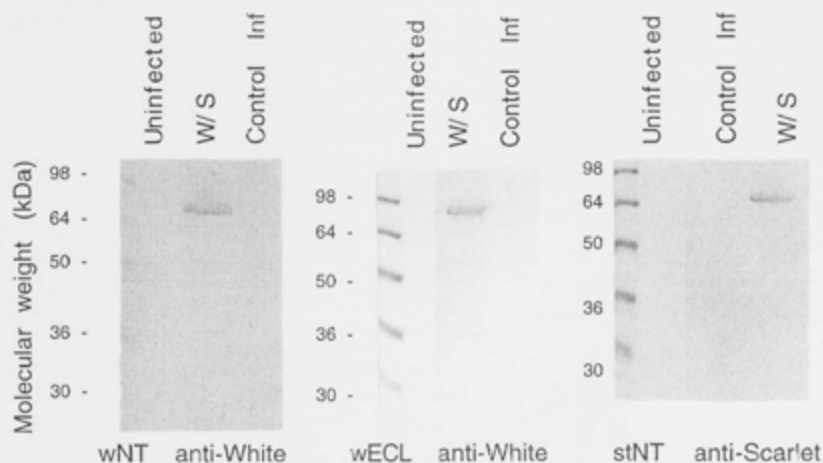 Uninfected
W/S
Control Inf
Uninfected
W/S
Control Inf
Uninfected
Control Inf
W/S
Molecular weight (kDa)
98 -
64 -
50 -
36 -
30 -
98 -
64 -
50 -
36 -
30 -
98
64
50
36
30
wNT anti-White
wECL anti-White
stNT anti-Scarlet